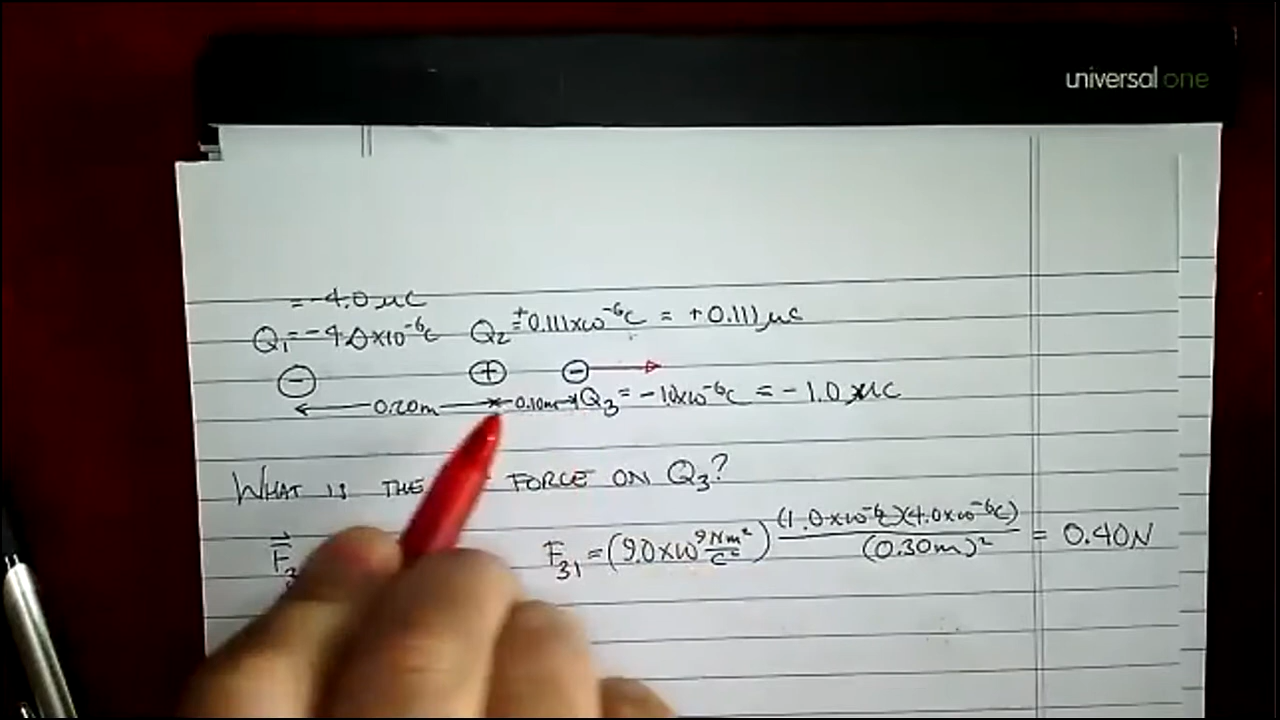 universal one
= -4.0 μC
Q₁ = -4.0×10⁻⁶C Q₂ = +0.111×10⁻⁶C = +0.111 μC
- + -
0.20m 0.10m Q₃ = -1.0×10⁻⁶C = -1.0 μC
WHAT IS THE FORCE ON Q₃?
F₃₁ = (9.0×10⁹ Nm²/C²) (1.0×10⁻⁶C)(4.0×10⁻⁶C)/(0.30m)² = 0.40N